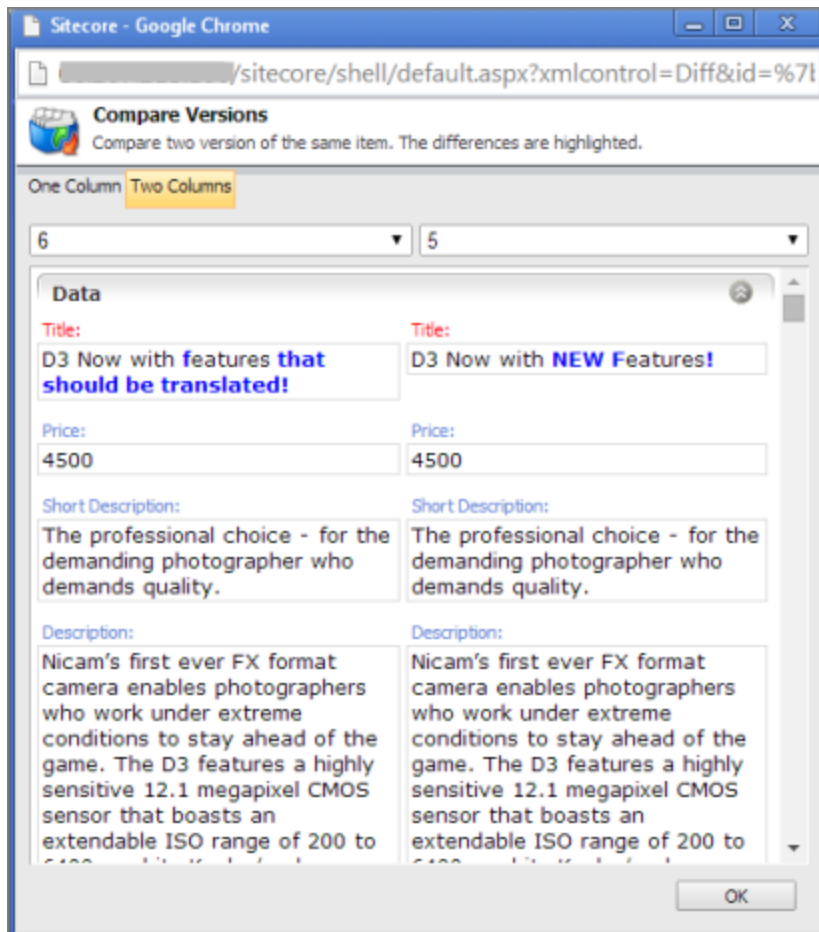 Sitecore - Google Chrome
/sitecore/shell/default.aspx?xmlcontrol=Diff&id=%7
Compare Versions
Compare two version of the same item. The differences are highlighted.
One Column Two Columns
6 5
Data
Title: Title:
D3 Now with features that D3 Now with NEW Features!
should be translated!
Price: Price:
4500 4500
Short Description: Short Description:
The professional choice - for the The professional choice - for the
demanding photographer who demanding photographer who
demands quality. demands quality.
Description: Description:
Nicam's first ever FX format Nicam's first ever FX format
camera enables photographers camera enables photographers
who work under extreme who work under extreme
conditions to stay ahead of the conditions to stay ahead of the
game. The D3 features a highly game. The D3 features a highly
sensitive 12.1 megapixel CMOS sensitive 12.1 megapixel CMOS
sensor that boasts an sensor that boasts an
extendable ISO range of 200 to extendable ISO range of 200 to
OK